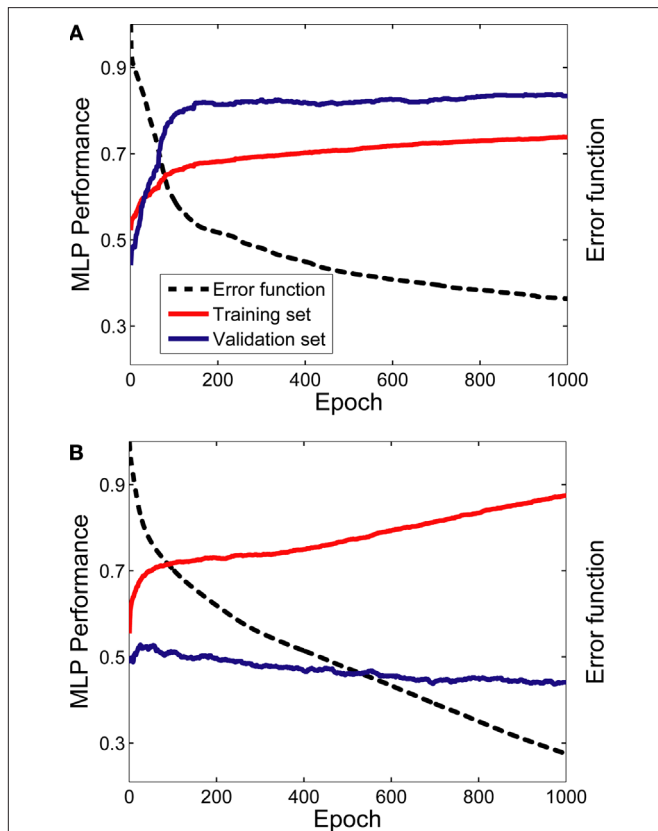 A
MLP Performance
0.9
0.7
0.5
0.3
Error function
Training set
Validation set
0
200
400
600
800
1000
Epoch
Error function
B
MLP Performance
0.9
0.7
0.5
0.3
0
200
400
600
800
1000
Epoch
Error function